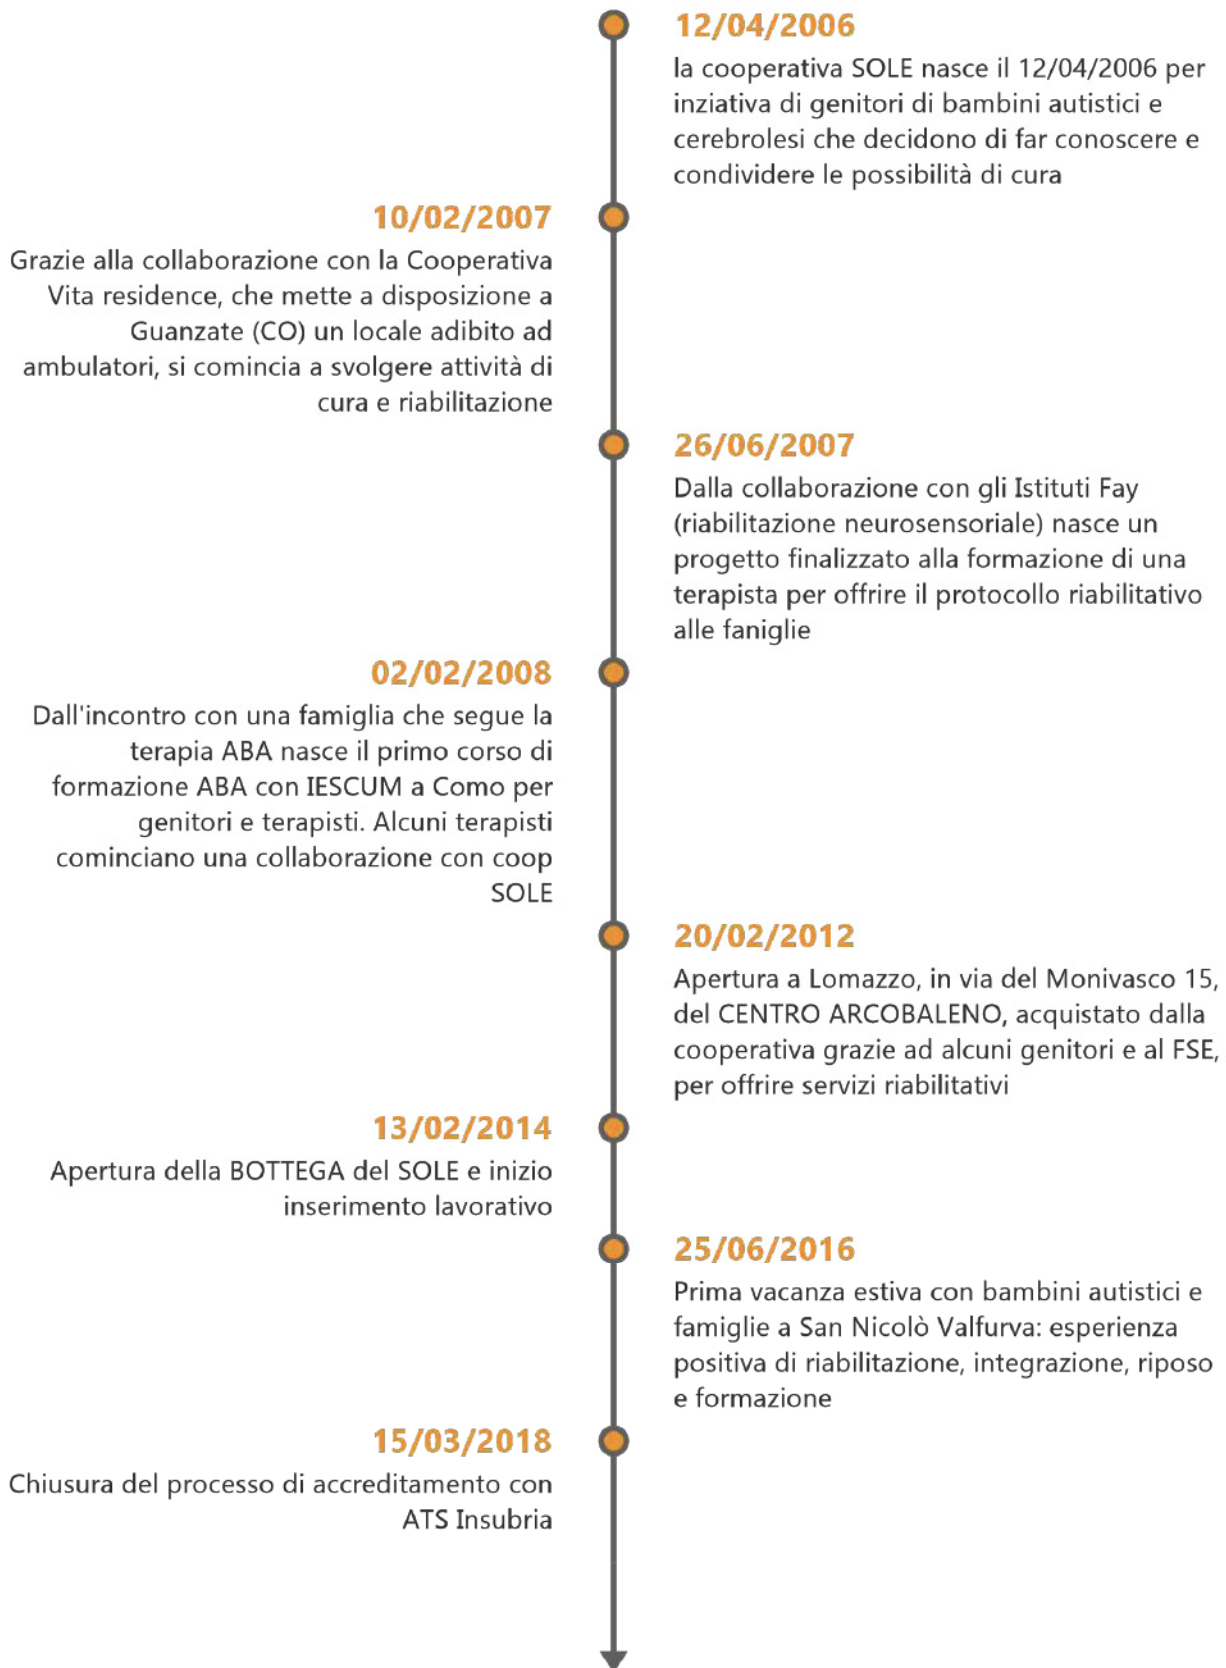 12/04/2006
la cooperativa SOLE nasce il 12/04/2006 per
inziativa di genitori di bambini autistici e
cerebrolesi che decidono di far conoscere e
condividere le possibilità di cura
10/02/2007
Grazie alla collaborazione con la Cooperativa
Vita residence, che mette a disposizione a
Guanzate (CO) un locale adibito ad
ambulatori, si comincia a svolgere attività di
cura e riabilitazione
26/06/2007
Dalla collaborazione con gli Istituti Fay
(riabilitazione neurosensoriale) nasce un
progetto finalizzato alla formazione di una
terapista per offrire il protocollo riabilitativo
alle faniglie
02/02/2008
Dall'incontro con una famiglia che segue la
terapia ABA nasce il primo corso di
formazione ABA con IESCUM a Como per
genitori e terapisti. Alcuni terapisti
cominciano una collaborazione con coop
SOLE
20/02/2012
Apertura a Lomazzo, in via del Monivasco 15,
del CENTRO ARCOBALENO, acquistato dalla
cooperativa grazie ad alcuni genitori e al FSE,
per offrire servizi riabilitativi
13/02/2014
Apertura della BOTTEGA del SOLE e inizio
inserimento lavorativo
25/06/2016
Prima vacanza estiva con bambini autistici e
famiglie a San Nicolò Valfurva: esperienza
positiva di riabilitazione, integrazione, riposo
e formazione
15/03/2018
Chiusura del processo di accreditamento con
ATS Insubria